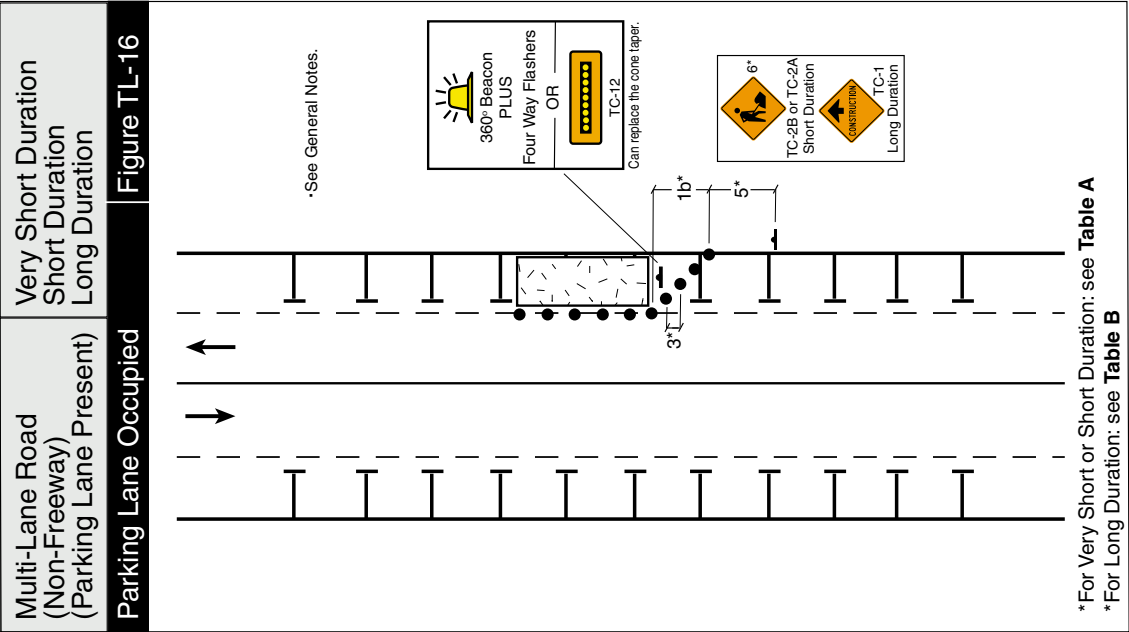 Multi-Lane Road
(Non-Freeway)
(Parking Lane Present)
Very Short Duration
Short Duration
Long Duration
Parking Lane Occupied
Figure TL-16
•See General Notes.
360° Beacon
PLUS
Four Way Flashers
OR
TC-12
Can replace the cone taper.
6*
TC-2B or TC-2A
Short Duration
CONSTRUCTION
TC-1
Long Duration
1b*
5*
3*
*For Very Short or Short Duration: see Table A
*For Long Duration: see Table B